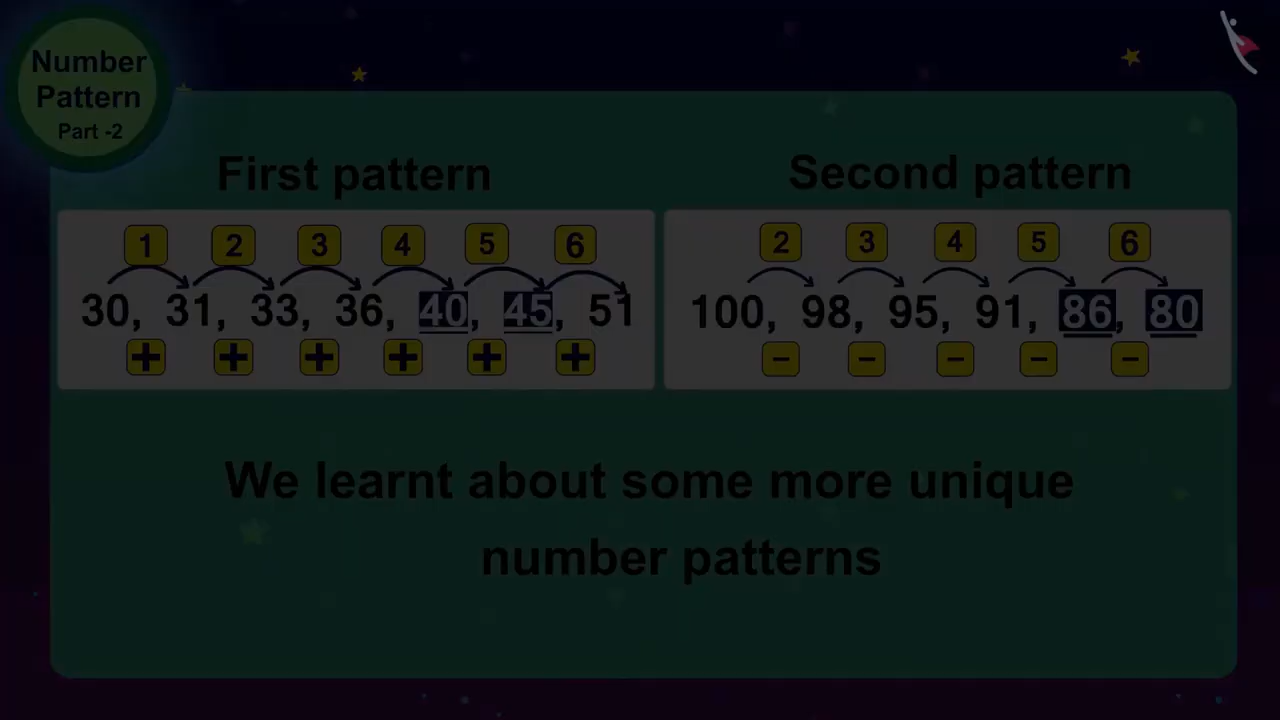 Number
Pattern
Part -2
First pattern
1 2 3 4 5 6
30, 31, 33, 36, 40, 45, 51
+ + + + + +
Second pattern
2 3 4 5 6
100, 98, 95, 91, 86, 80
− − − − −
We learnt about some more unique
number patterns